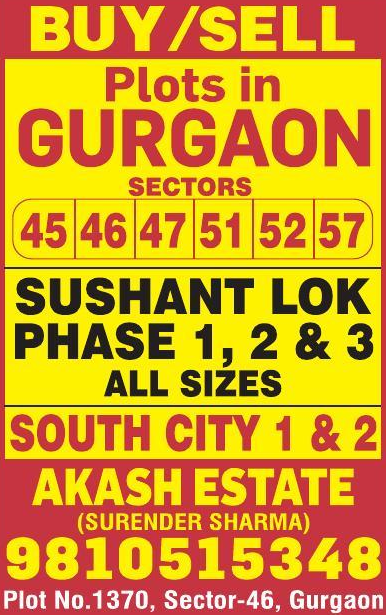 BUY/SELL
Plots in
GURGAON
SECTORS
45 46 47 51 52 57
SUSHANT LOK
PHASE 1, 2 & 3
ALL SIZES
SOUTH CITY 1 & 2
AKASH ESTATE
(SURENDER SHARMA)
9810515348
Plot No.1370, Sector-46, Gurgaon